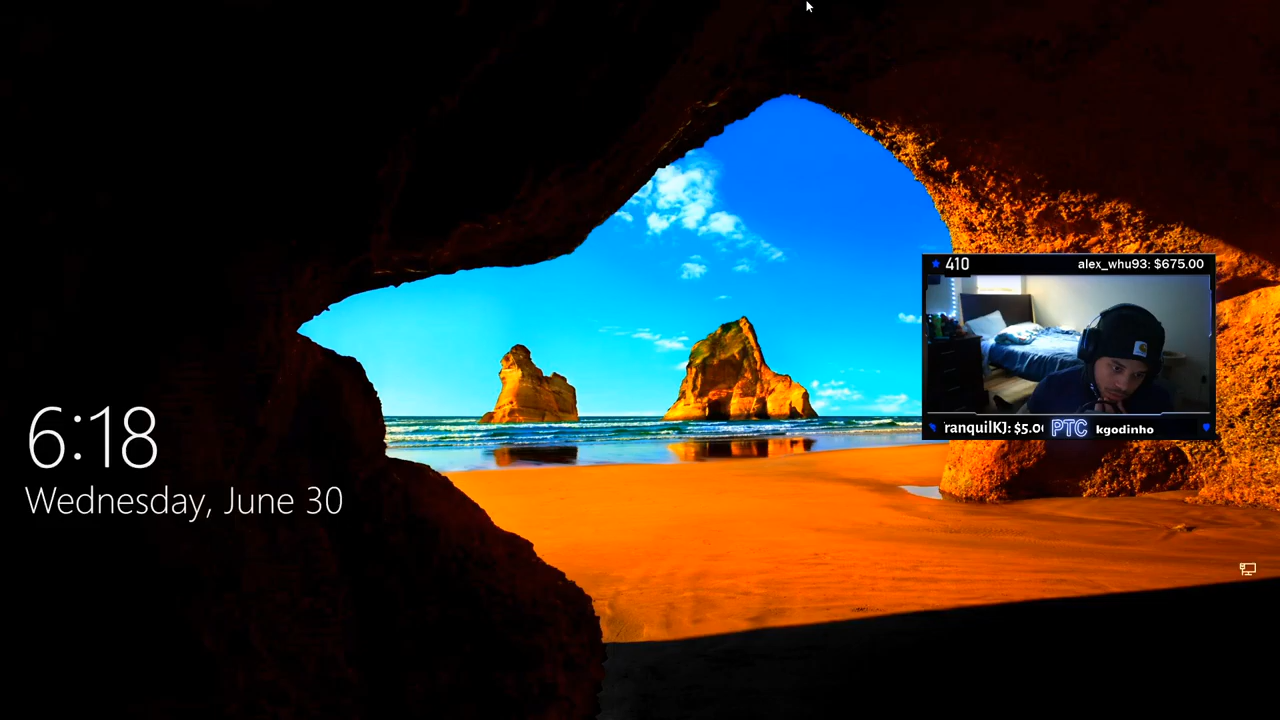 410
alex_whu93: $675.00
6:18
Wednesday, June 30
ranquilKJ: $5.0
PTC
kgodinho